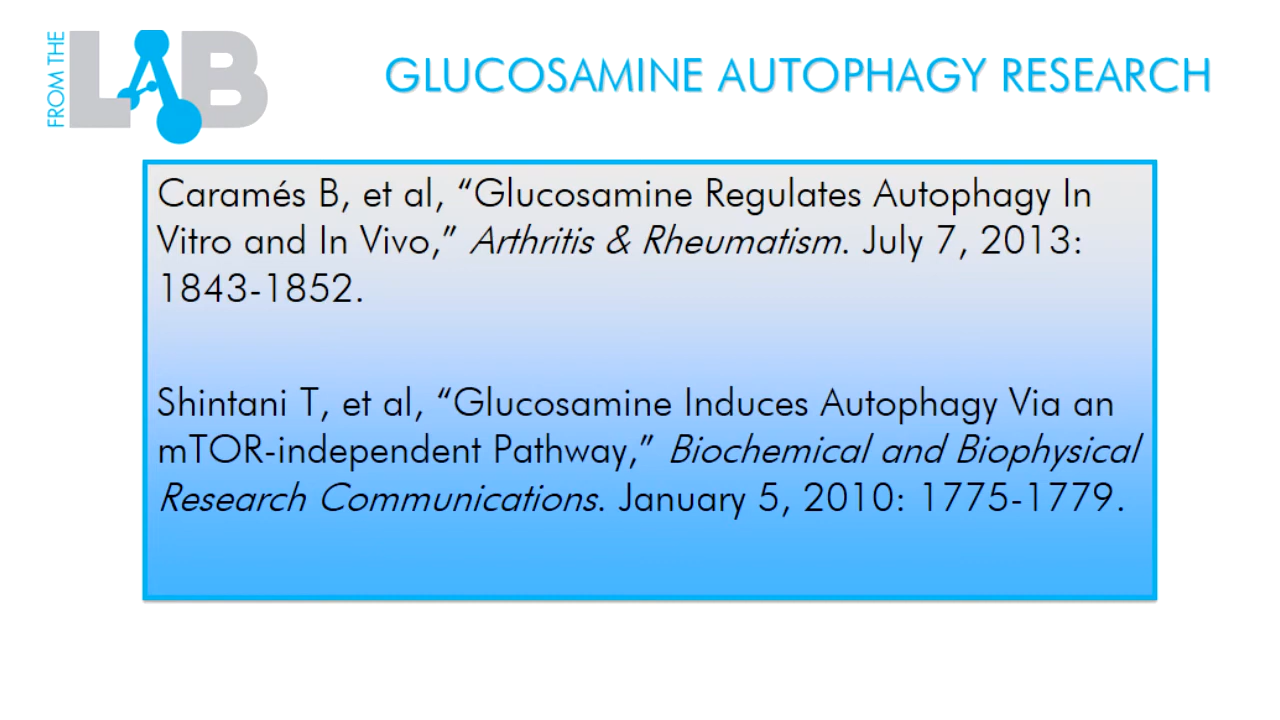 FROM THE
LAB
GLUCOSAMINE AUTOPHAGY RESEARCH
Caramés B, et al, “Glucosamine Regulates Autophagy In
Vitro and In Vivo,” Arthritis & Rheumatism. July 7, 2013:
1843-1852.
Shintani T, et al, “Glucosamine Induces Autophagy Via an
mTOR-independent Pathway,” Biochemical and Biophysical
Research Communications. January 5, 2010: 1775-1779.